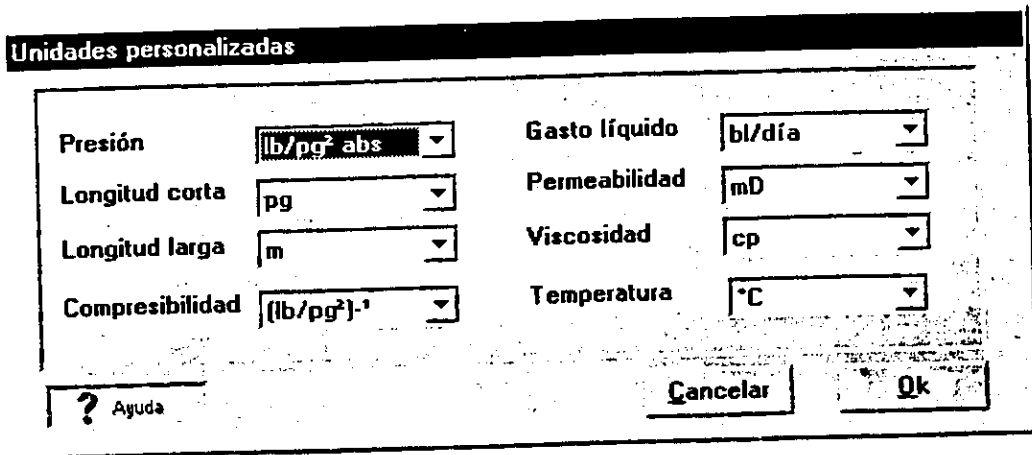 Unidades personalizadas
Presión lb/pg² abs Gasto líquido bl/día
Longitud corta pg Permeabilidad mD
Longitud larga m Viscosidad cp
Compresibilidad (lb/pg²)-¹ Temperatura °C
? Ayuda Cancelar Ok